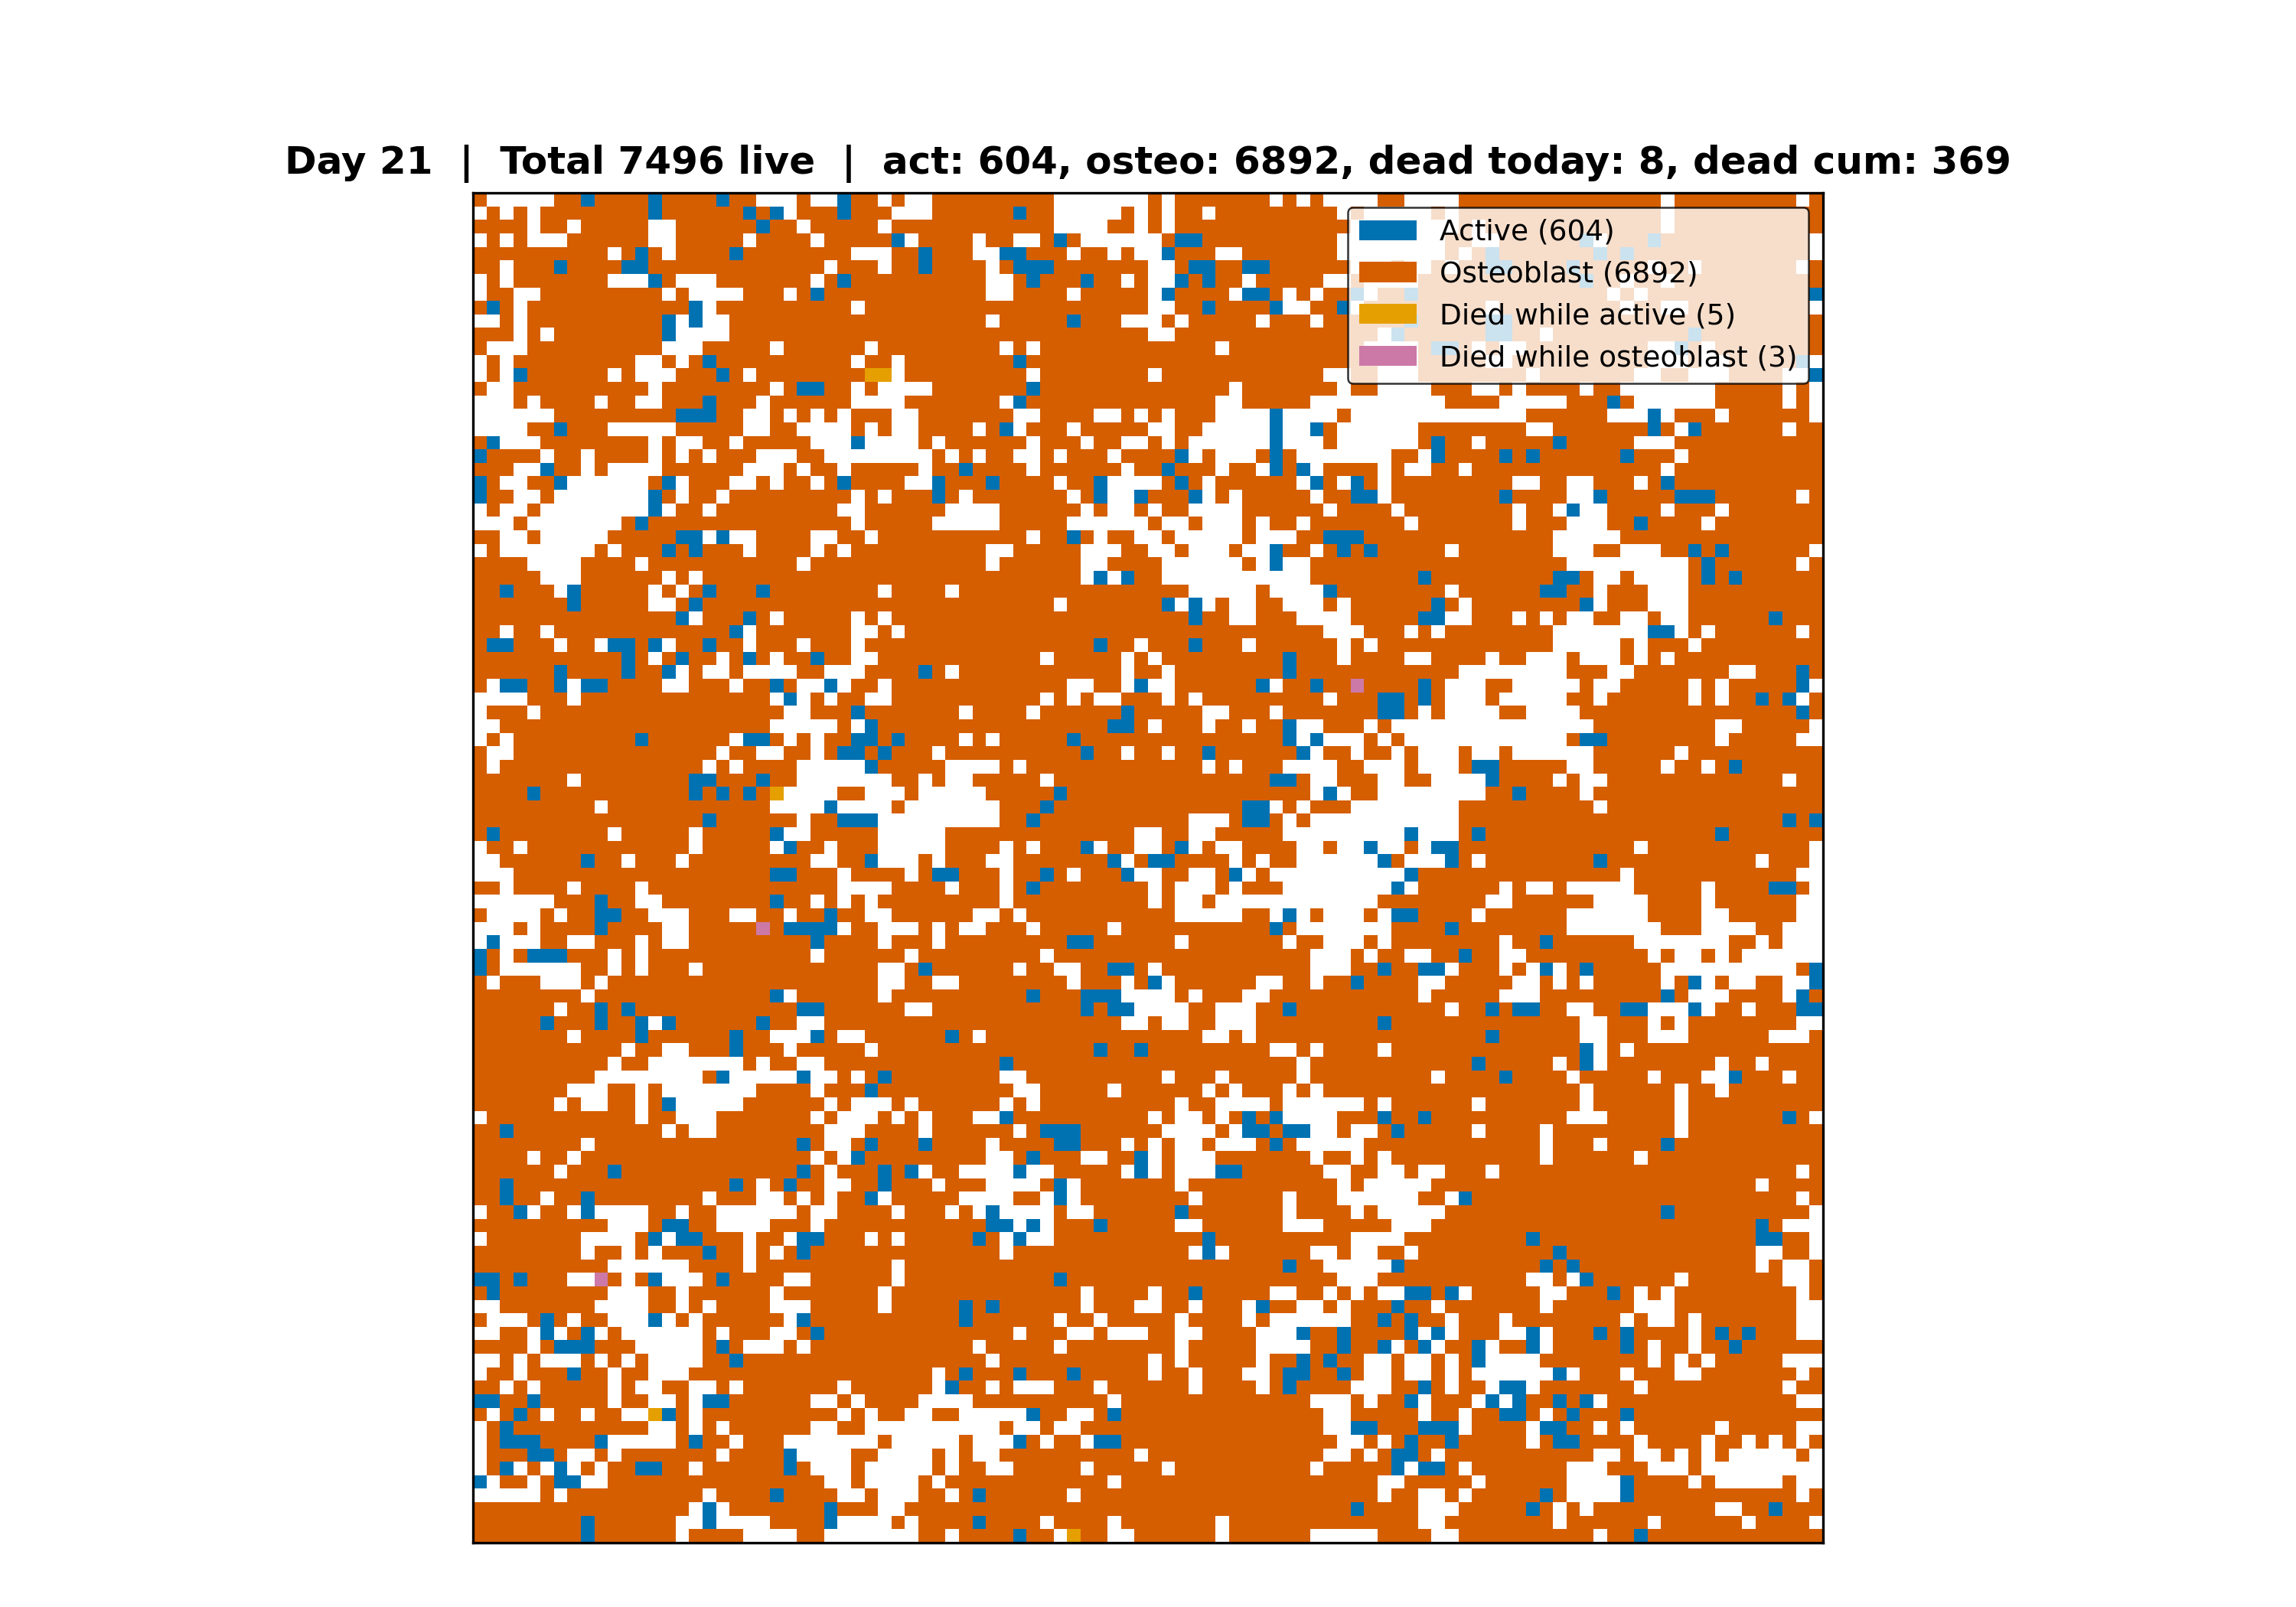 Day 21 | Total 7496 live | act: 604, osteo: 6892, dead today: 8, dead cum: 369
Active (604)
Osteoblast (6892)
Died while active (5)
Died while osteoblast (3)